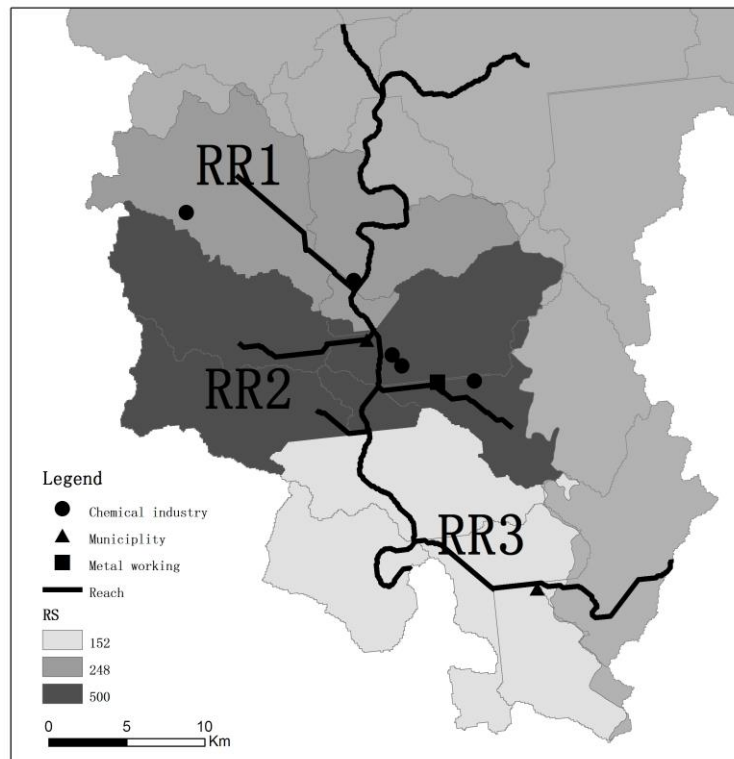 RR1
RR2
RR3
Legend
Chemical industry
Municiplity
Metal working
Reach
RS
152
248
500
0 5 10
Km